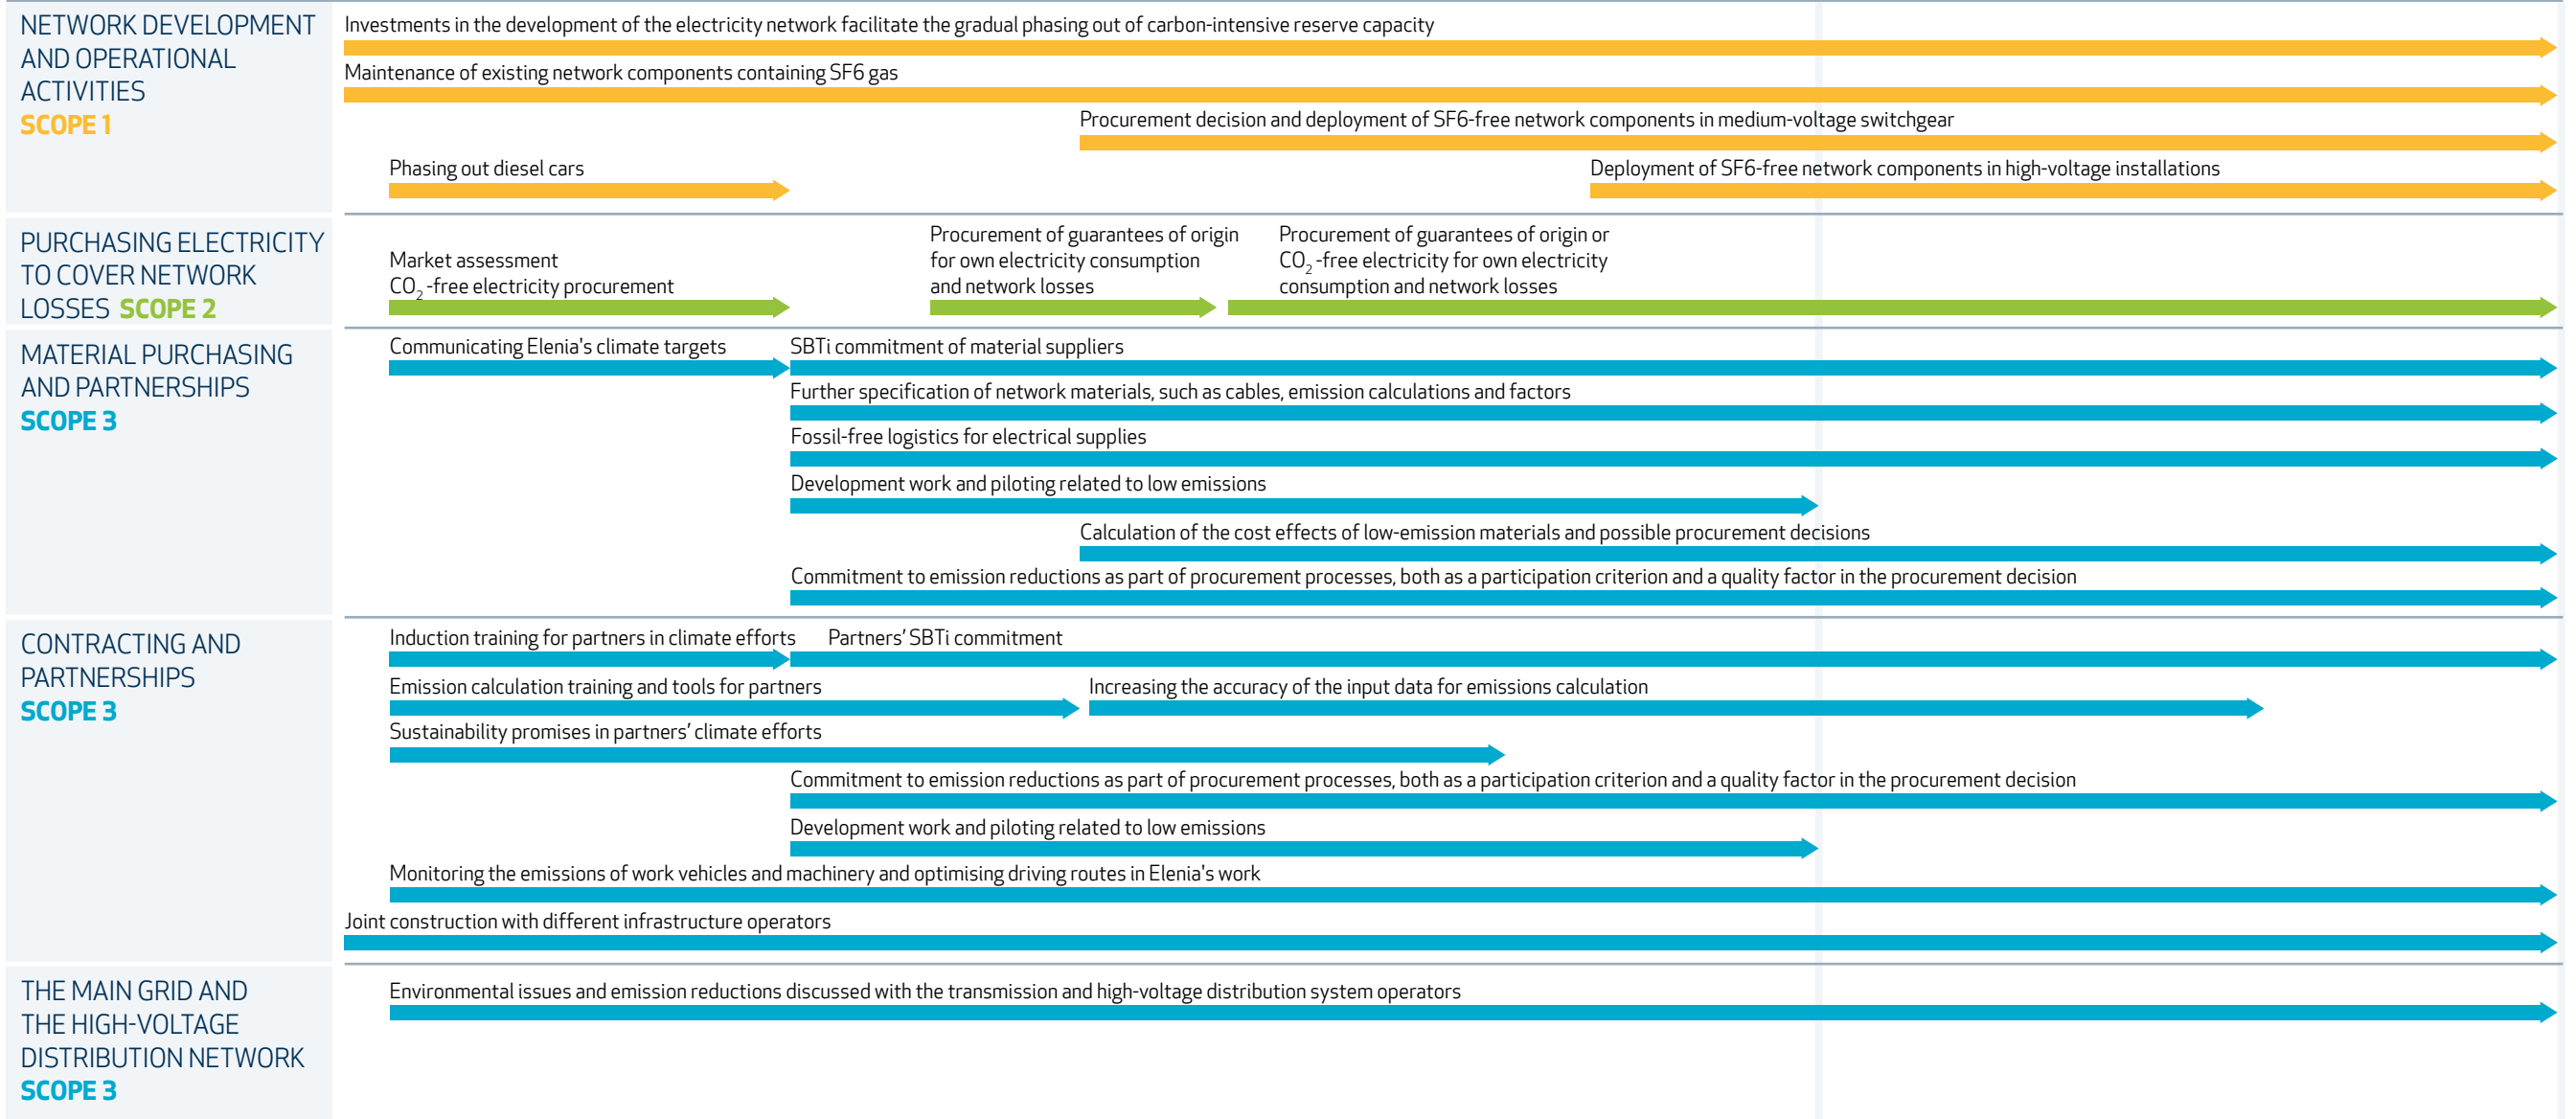 NETWORK DEVELOPMENT
AND OPERATIONAL
ACTIVITIES
SCOPE 1
Investments in the development of the electricity network facilitate the gradual phasing out of carbon-intensive reserve capacity
Maintenance of existing network components containing SF6 gas
Procurement decision and deployment of SF6-free network components in medium-voltage switchgear
Phasing out diesel cars
Deployment of SF6-free network components in high-voltage installations
PURCHASING ELECTRICITY
TO COVER NETWORK
LOSSES SCOPE 2
Market assessment
CO2-free electricity procurement
Procurement of guarantees of origin
for own electricity consumption
and network losses
Procurement of guarantees of origin or
CO2-free electricity for own electricity
consumption and network losses
MATERIAL PURCHASING
AND PARTNERSHIPS
SCOPE 3
Communicating Elenia's climate targets
SBTi commitment of material suppliers
Further specification of network materials, such as cables, emission calculations and factors
Fossil-free logistics for electrical supplies
Development work and piloting related to low emissions
Calculation of the cost effects of low-emission materials and possible procurement decisions
Commitment to emission reductions as part of procurement processes, both as a participation criterion and a quality factor in the procurement decision
CONTRACTING AND
PARTNERSHIPS
SCOPE 3
Induction training for partners in climate efforts
Partners' SBTi commitment
Emission calculation training and tools for partners
Increasing the accuracy of the input data for emissions calculation
Sustainability promises in partners' climate efforts
Commitment to emission reductions as part of procurement processes, both as a participation criterion and a quality factor in the procurement decision
Development work and piloting related to low emissions
Monitoring the emissions of work vehicles and machinery and optimising driving routes in Elenia's work
Joint construction with different infrastructure operators
THE MAIN GRID AND
THE HIGH-VOLTAGE
DISTRIBUTION NETWORK
SCOPE 3
Environmental issues and emission reductions discussed with the transmission and high-voltage distribution system operators